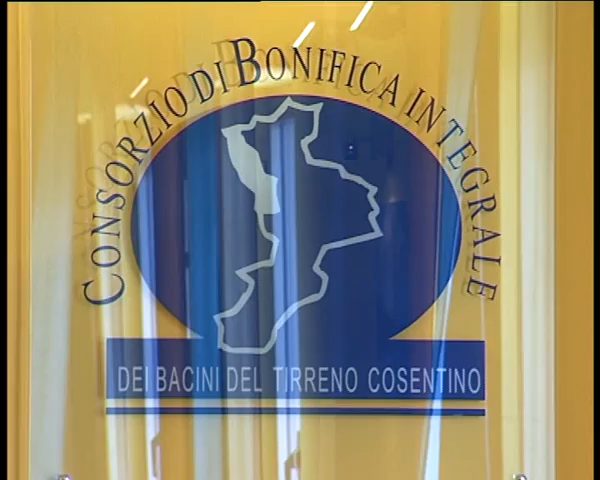 CONSORZIO DI BONIFICA INTEGRALE
DEI BACINI DEL TIRRENO COSENTINO